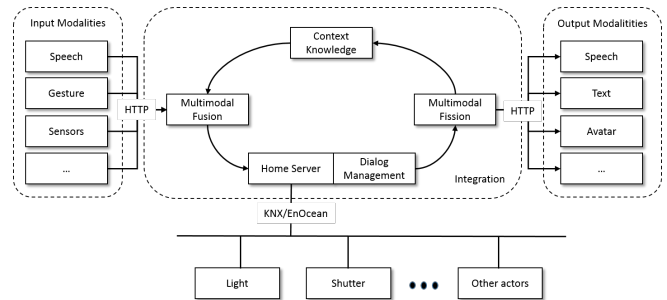 Input Modalities
Speech
Gesture
Sensors
...
HTTP
Context
Knowledge
Multimodal
Fusion
Multimodal
Fission
Home Server
Dialog
Management
Integration
HTTP
Output Modalitities
Speech
Text
Avatar
...
KNX/EnOcean
Light
Shutter
Other actors